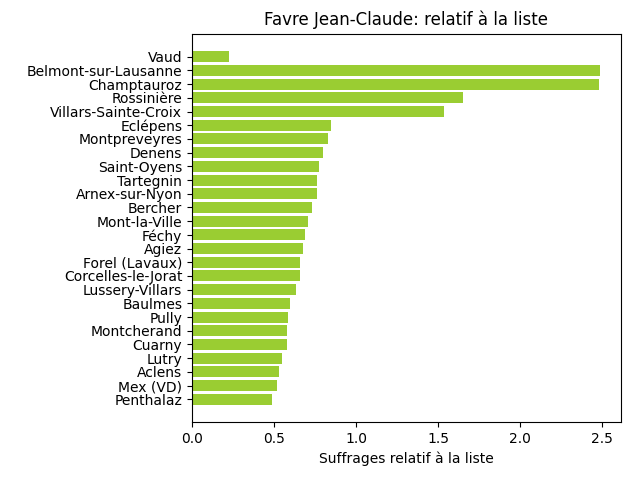 Favre Jean-Claude: relatif à la liste
Vaud
Belmont-sur-Lausanne
Champtauroz
Rossinière
Villars-Sainte-Croix
Eclépens
Montpreveyres
Denens
Saint-Oyens
Tartegnin
Arnex-sur-Nyon
Bercher
Mont-la-Ville
Féchy
Agiez
Forel (Lavaux)
Corcelles-le-Jorat
Lussery-Villars
Baulmes
Pully
Montcherand
Cuarny
Lutry
Aclens
Mex (VD)
Penthalaz
0.0 0.5 1.0 1.5 2.0 2.5
Suffrages relatif à la liste